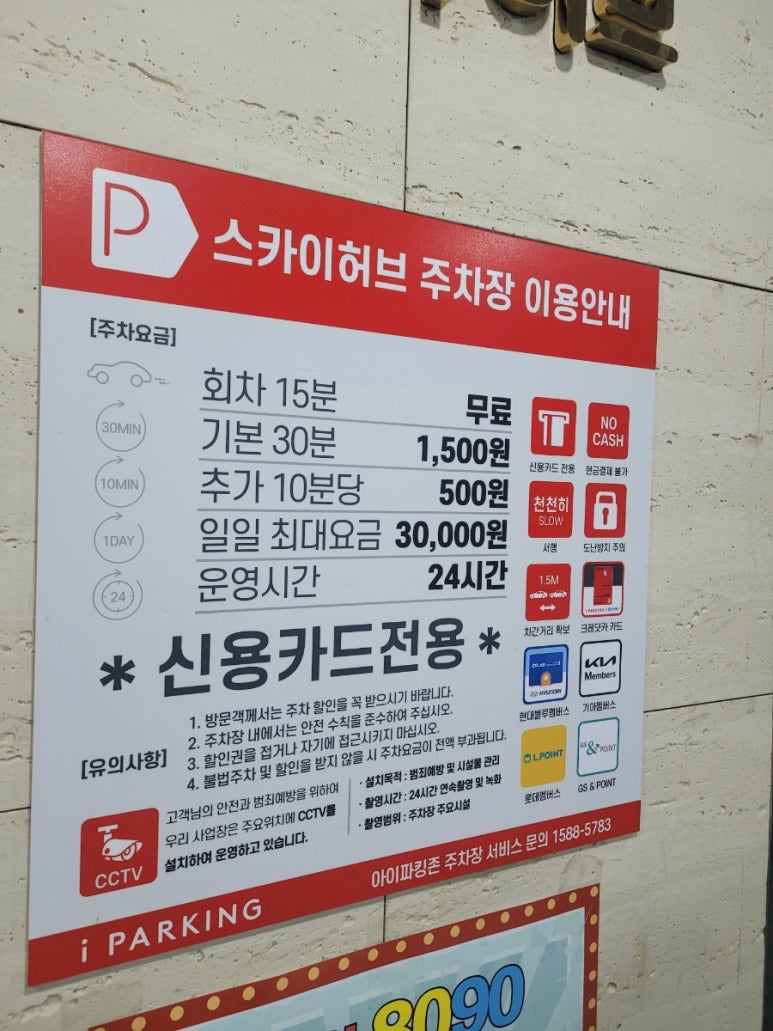 P 스카이허브 주차장 이용안내
[주차요금]
회차 15분 무료
30MIN 기본 30분 1,500원
10MIN 추가 10분당 500원
1DAY 일일 최대요금 30,000원
24 운영시간 24시간
신용카드 전용
NO CASH
현금결제 불가
천천히 SLOW
서행
도난방지 주의
1.5M
차간거리 확보
i PARKING
크레딧카 카드
blue
HYUNDAI
현대블루멤버스
KIA Members
기아멤버스
L.POINT
롯데멤버스
GS & POINT
GS & POINT
* 신용카드전용 *
[유의사항]
1. 방문객께서는 주차 할인을 꼭 받으시기 바랍니다.
2. 주차장 내에서는 안전 수칙을 준수하여 주십시오.
3. 할인권을 접거나 자기에 접근시키지 마십시오.
4. 불법주차 및 할인을 받지 않을 시 주차요금이 전액 부과됩니다.
CCTV
고객님의 안전과 범죄예방을 위하여
우리 사업장은 주요위치에 CCTV를
설치하여 운영하고 있습니다.
· 설치목적 : 범죄예방 및 시설물 관리
· 촬영시간 : 24시간 연속촬영 및 녹화
· 촬영범위 : 주차장 주요시설
i PARKING
아이파킹존 주차장 서비스 문의 1588-5783
8090